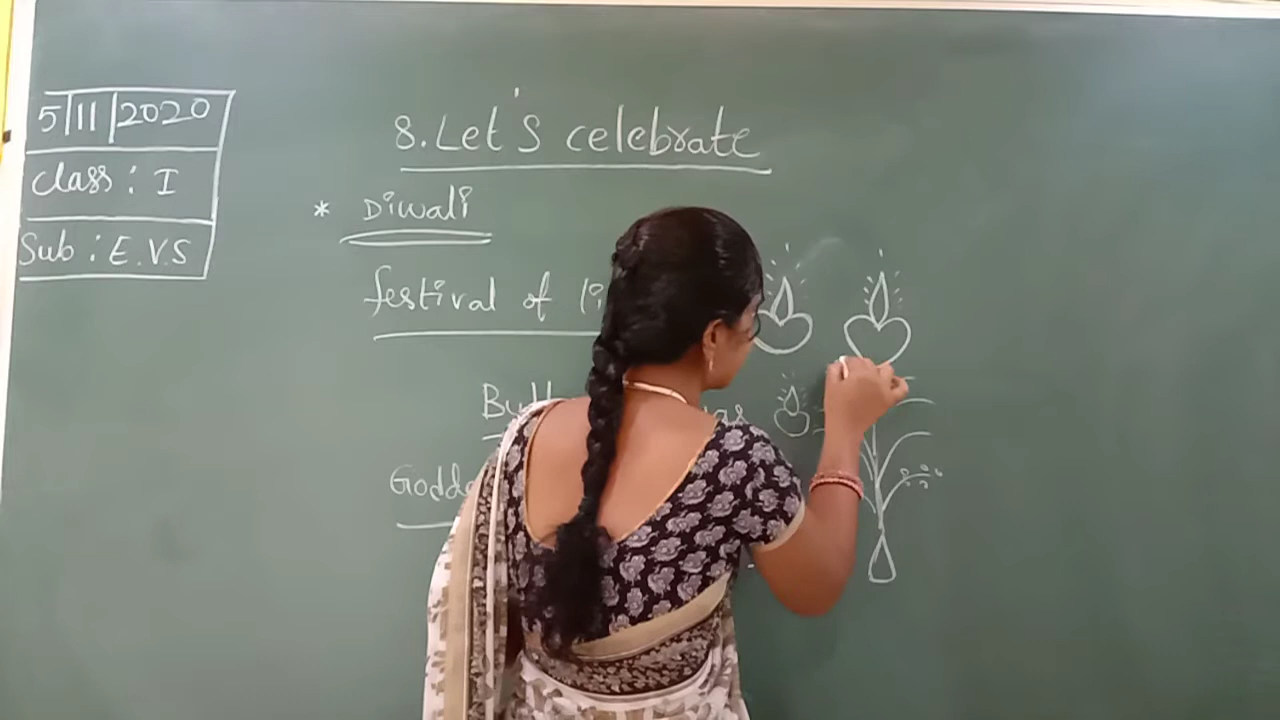 5/11/2020
Class : I
Sub : E.V.S
8. Let's celebrate
* Diwali
festival of